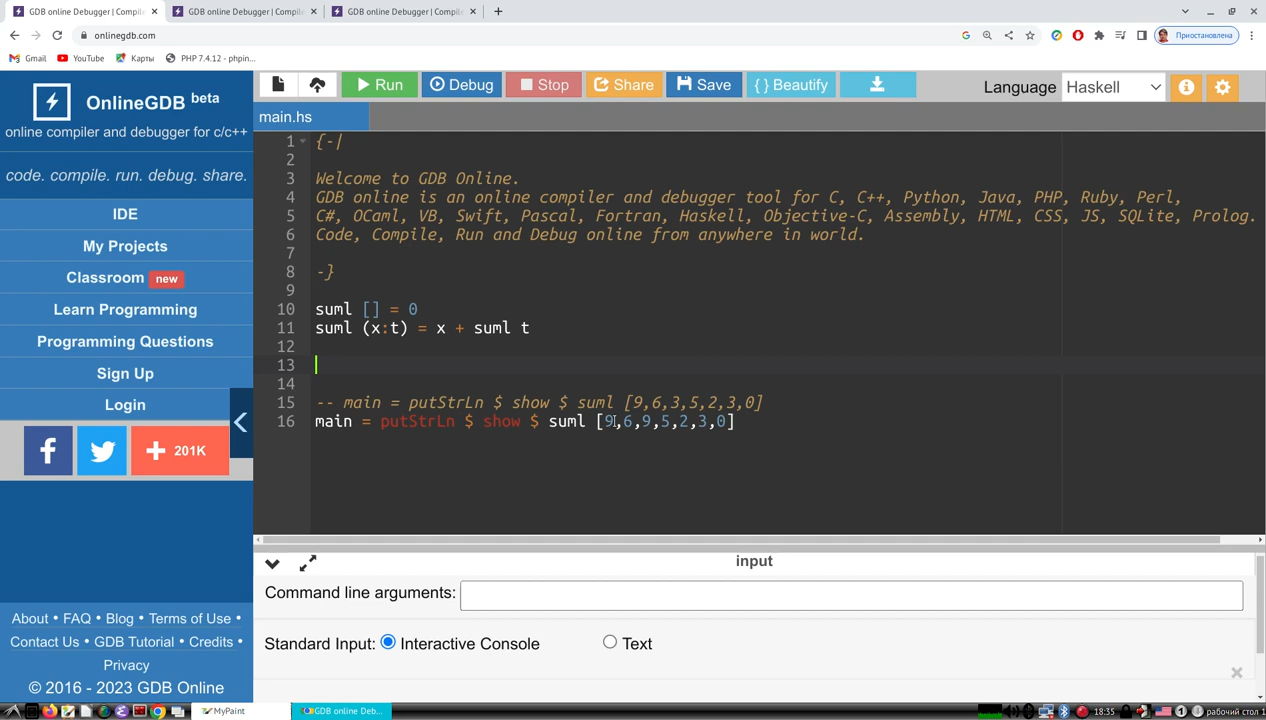 GDB online Debugger | Compile
GDB online Debugger | Compile
GDB online Debugger | Compile
onlinegdb.com
Приостановлена
Gmail
YouTube
Карты
PHP 7.4.12 - phpin...
OnlineGDB beta
online compiler and debugger for c/c++
code. compile. run. debug. share.
IDE
My Projects
Classroom new
Learn Programming
Programming Questions
Sign Up
Login
201K
About • FAQ • Blog • Terms of Use •
Contact Us • GDB Tutorial • Credits •
Privacy
© 2016 - 2023 GDB Online
Run
Debug
Stop
Share
Save
{ } Beautify
Language Haskell
main.hs
1 {-|
2
3 Welcome to GDB Online.
4 GDB online is an online compiler and debugger tool for C, C++, Python, Java, PHP, Ruby, Perl,
5 C#, OCaml, VB, Swift, Pascal, Fortran, Haskell, Objective-C, Assembly, HTML, CSS, JS, SQLite, Prolog.
6 Code, Compile, Run and Debug online from anywhere in world.
7
8 -}
9
10 suml [] = 0
11 suml (x:t) = x + suml t
12
13
14
15 -- main = putStrLn $ show $ suml [9,6,3,5,2,3,0]
16 main = putStrLn $ show $ suml [9,6,9,5,2,3,0]
input
Command line arguments:
Standard Input: Interactive Console Text
MyPaint
GDB online Deb...
18:35
рабочий стол 1